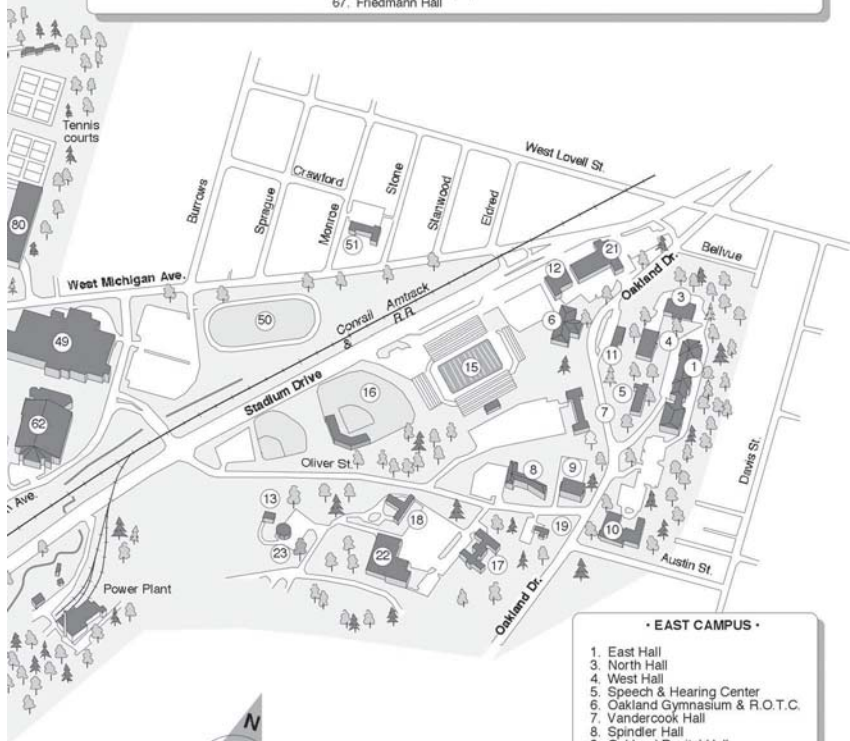 67. Friedmann Hall
Tennis
courts
West Lovell St.
Crawford
Burrows
Sprague
Monroe
Stone
Stanwood
Eldred
80
51
21
12
Bellvue
Oakland Dr.
West Michigan Ave.
3
50
Conrail Amtrack
& R.R.
6
49
11
4
1
15
Stadium Drive
16
5
62
7
Oliver St.
8
9
Davis St.
Ave.
13
18
19
10
23
22
17
Austin St.
Power Plant
Oakland Dr.
• EAST CAMPUS •
1. East Hall
3. North Hall
4. West Hall
5. Speech & Hearing Center
6. Oakland Gymnasium & R.O.T.C.
7. Vandercook Hall
8. Spindler Hall
N